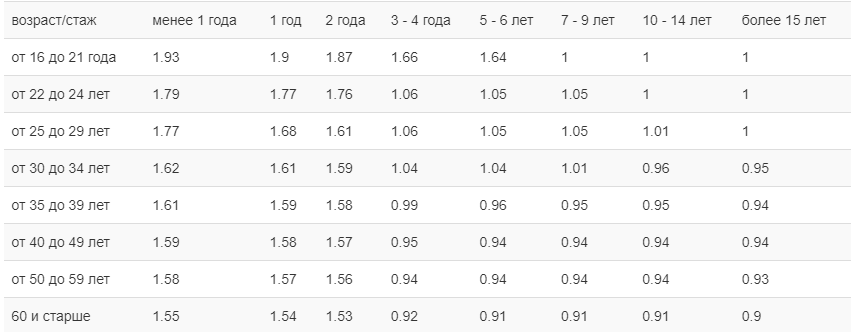 возраст/стаж менее 1 года 1 год 2 года 3 - 4 года 5 - 6 лет 7 - 9 лет 10 - 14 лет более 15 лет
от 16 до 21 года 1.93 1.9 1.87 1.66 1.64 1 1 1
от 22 до 24 лет 1.79 1.77 1.76 1.06 1.05 1.05 1 1
от 25 до 29 лет 1.77 1.68 1.61 1.06 1.05 1.05 1.01 1
от 30 до 34 лет 1.62 1.61 1.59 1.04 1.04 1.01 0.96 0.95
от 35 до 39 лет 1.61 1.59 1.58 0.99 0.96 0.95 0.95 0.94
от 40 до 49 лет 1.59 1.58 1.57 0.95 0.94 0.94 0.94 0.94
от 50 до 59 лет 1.58 1.57 1.56 0.94 0.94 0.94 0.94 0.93
60 и старше 1.55 1.54 1.53 0.92 0.91 0.91 0.91 0.9